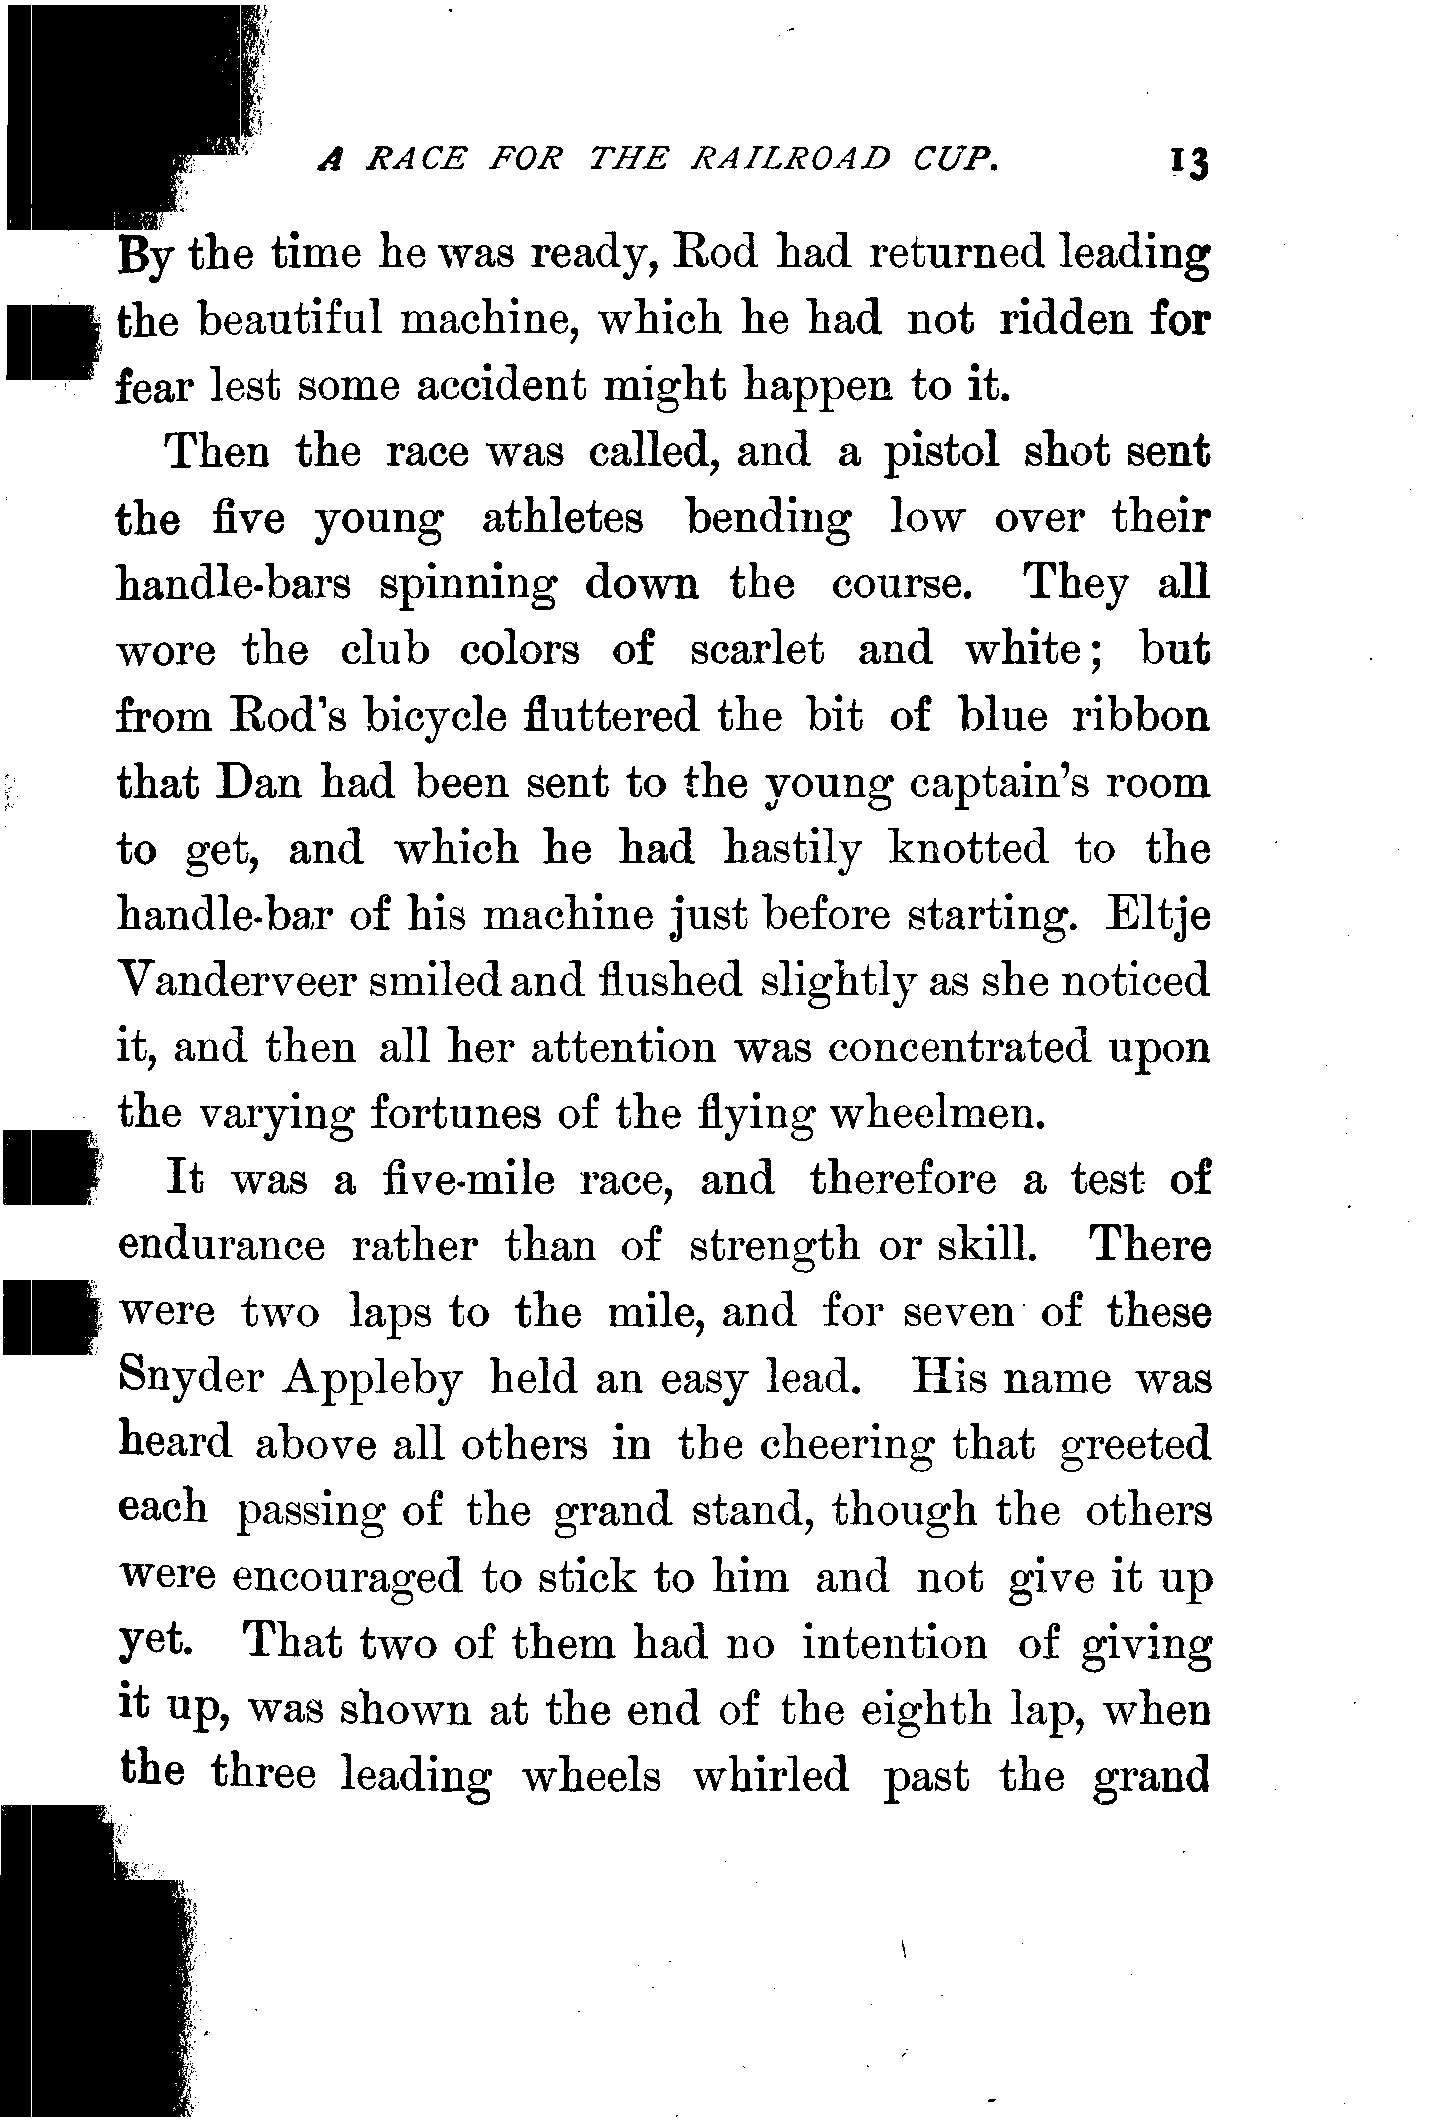 A RACE FOR THE RAILROAD CUP. 13
By the time he was ready, Rod had returned leading
the beautiful machine, which he had not ridden for
fear lest some accident might happen to it.
Then the race was called, and a pistol shot sent
the five young athletes bending low over their
handle-bars spinning down the course. They all
wore the club colors of scarlet and white; but
from Rod's bicycle fluttered the bit of blue ribbon
that Dan had been sent to the young captain's room
to get, and which he had hastily knotted to the
handle-bar of his machine just before starting. Eltje
Vanderveer smiled and flushed slightly as she noticed
it, and then all her attention was concentrated upon
the varying fortunes of the flying wheelmen.
It was a five-mile race, and therefore a test of
endurance rather than of strength or skill. There
were two laps to the mile, and for seven of these
Snyder Appleby held an easy lead. His name was
heard above all others in the cheering that greeted
each passing of the grand stand, though the others
were encouraged to stick to him and not give it up
yet. That two of them had no intention of giving
it up, was shown at the end of the eighth lap, when
the three leading wheels whirled past the grand